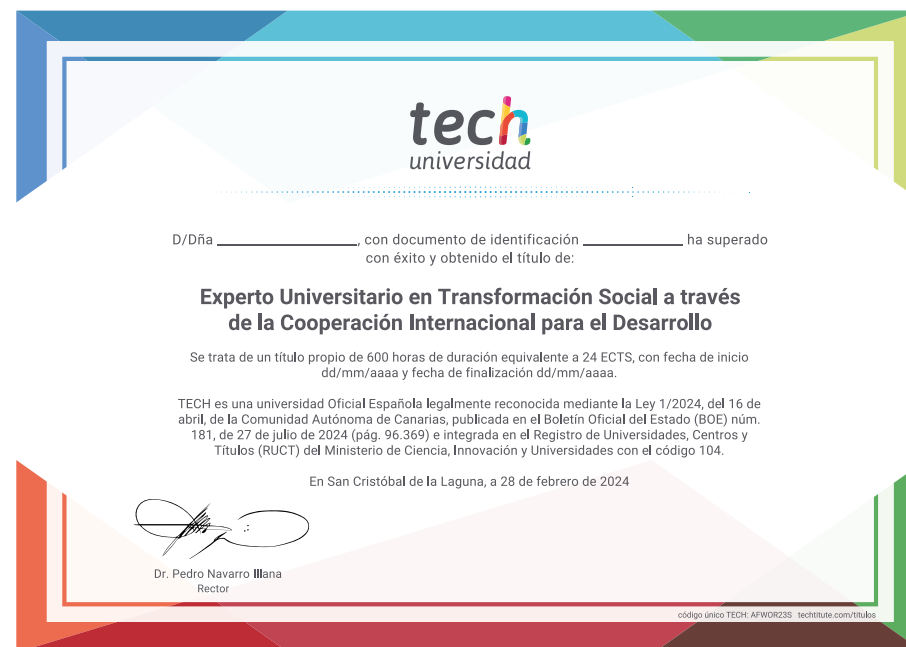 tech
universidad
D/Dña ____________________, con documento de identificación ______________ ha superado
con éxito y obtenido el título de:
Experto Universitario en Transformación Social a través
de la Cooperación Internacional para el Desarrollo
Se trata de un título propio de 600 horas de duración equivalente a 24 ECTS, con fecha de inicio
dd/mm/aaaa y fecha de finalización dd/mm/aaaa.
TECH es una universidad Oficial Española legalmente reconocida mediante la Ley 1/2024, del 16 de
abril, de la Comunidad Autónoma de Canarias, publicada en el Boletín Oficial del Estado (BOE) núm.
181, de 27 de julio de 2024 (pág. 96.369) e integrada en el Registro de Universidades, Centros y
Títulos (RUCT) del Ministerio de Ciencia, Innovación y Universidades con el código 104.
En San Cristóbal de la Laguna, a 28 de febrero de 2024
Dr. Pedro Navarro Illana
Rector
código único TECH: AFWOR23S techtitute.com/titulos